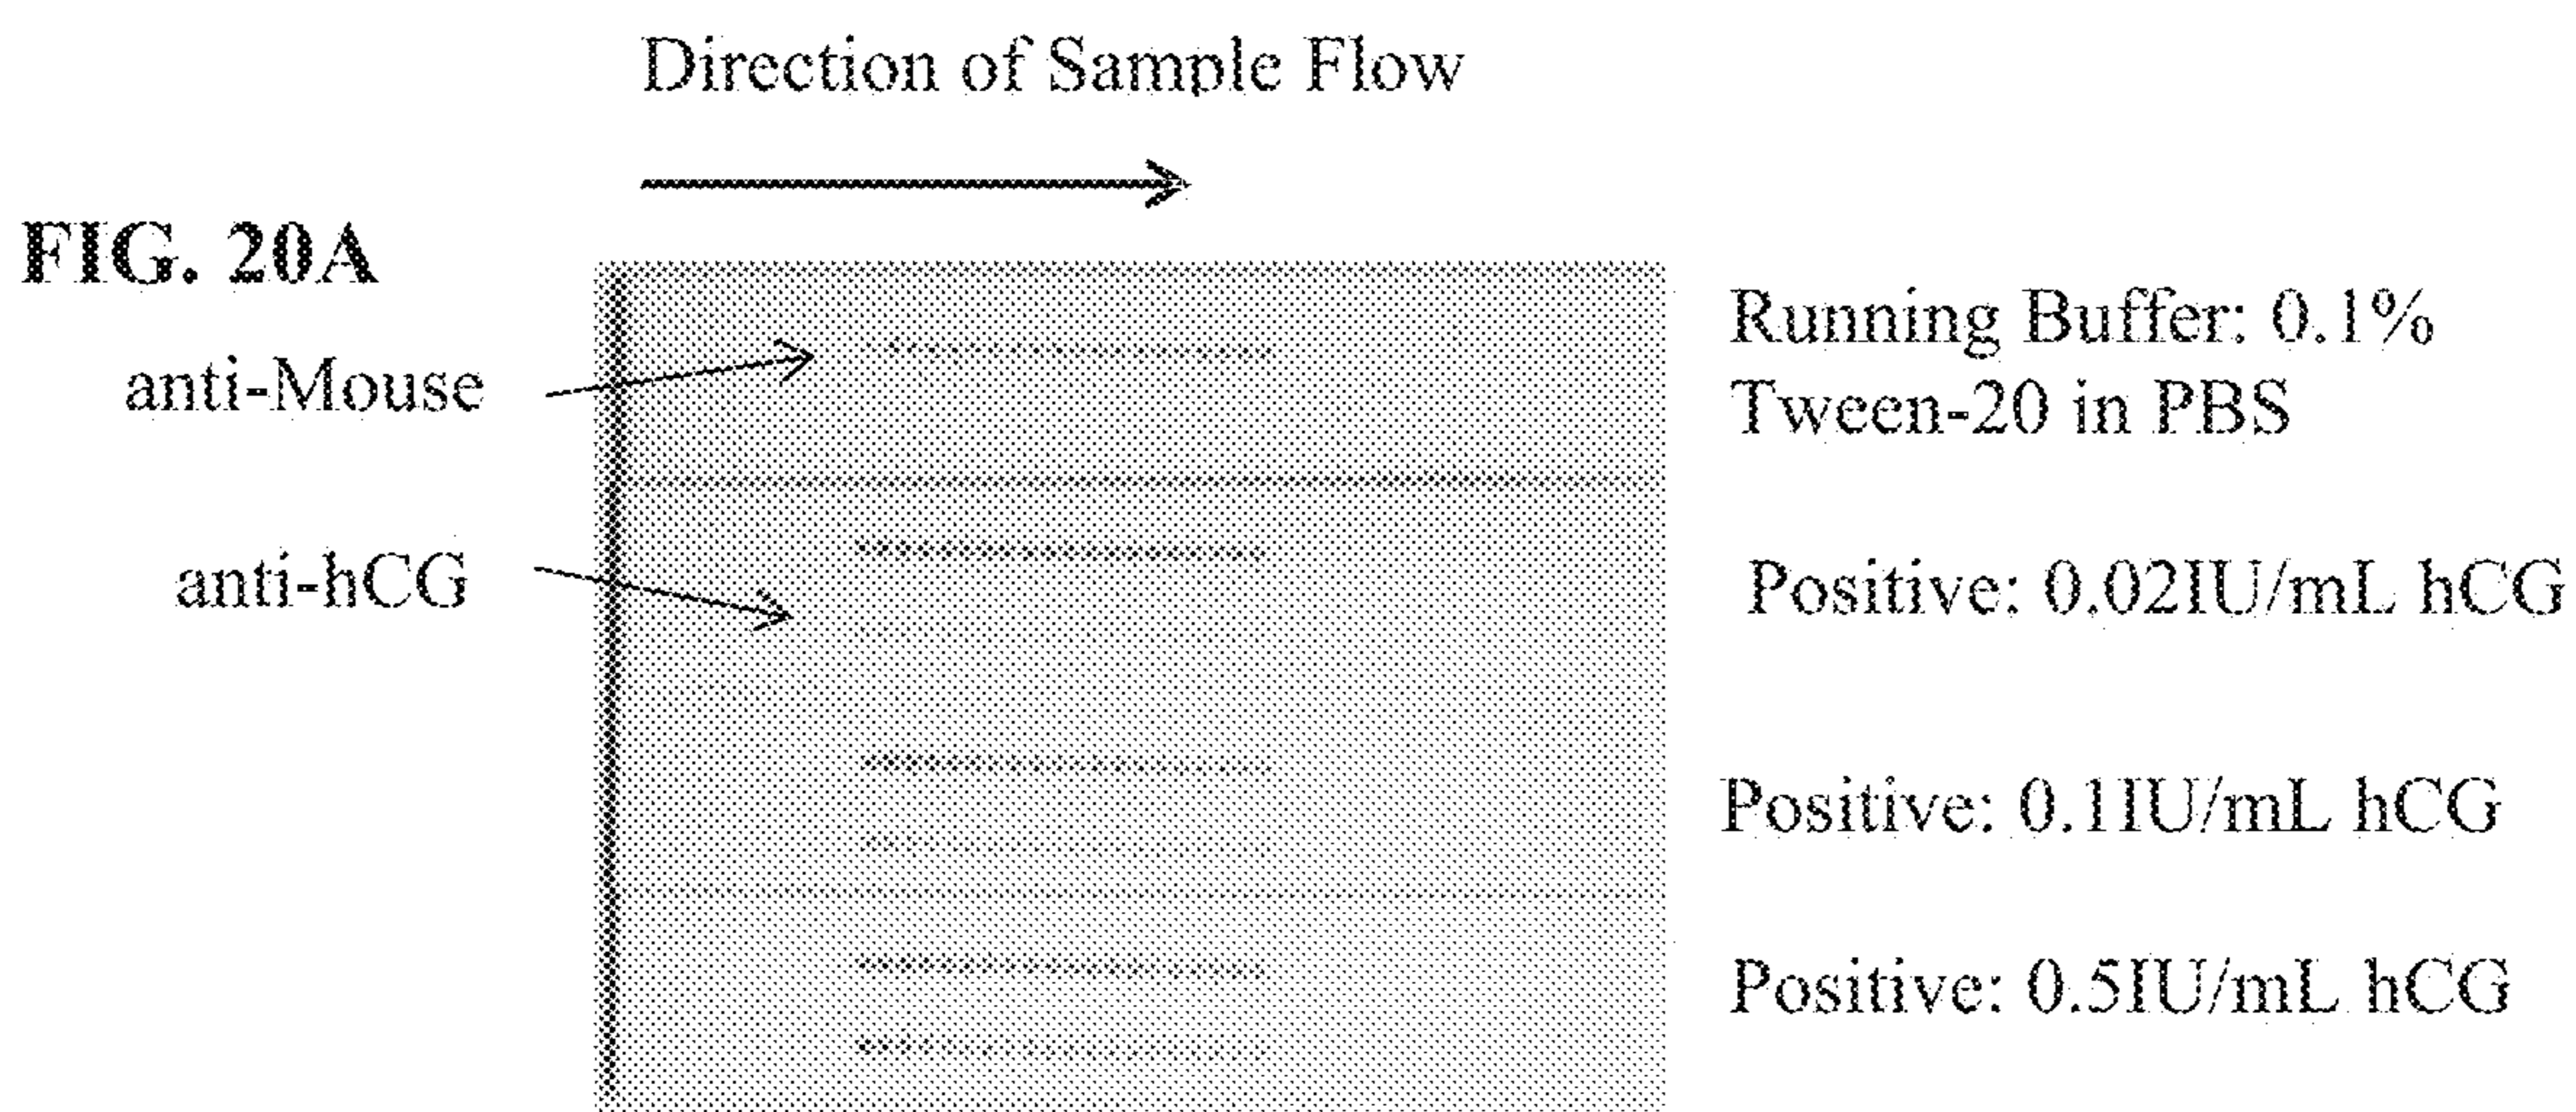 Direction of Sample Flow
FIG. 20A
anti-Mouse
Running Buffer: 0.1%
Tween-20 in PBS
anti-hCG
Positive: 0.02IU/mL hCG
Positive: 0.1IU/mL hCG
Positive: 0.5IU/mL hCG